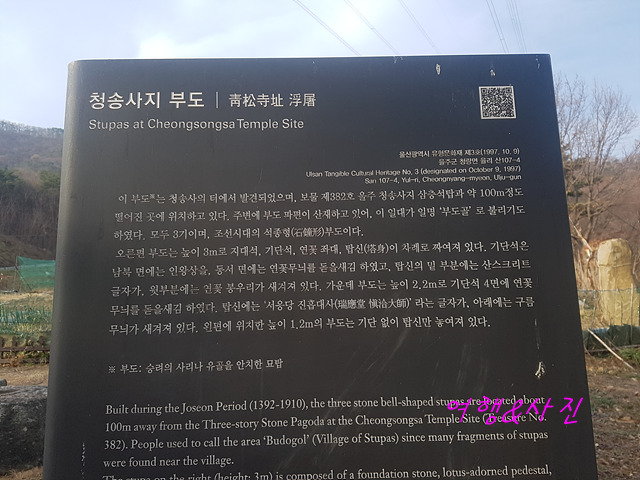 청송사지 부도 | 靑松寺址 浮屠
Stupas at Cheongsongsa Temple Site
울산광역시 유형문화재 제3호(1997. 10. 9)
울주군 청량면 율리 산107-4
Ulsan Tangible Cultural Heritage No. 3 (designated on October 9, 1997)
San 107-4, Yul-ri, Cheongnyang-myeon, Ulju-gun
이 부도※는 청송사의 터에서 발견되었으며, 보물 제382호 울주 청송사지 삼층석탑과 약 100m정도
떨어진 곳에 위치하고 있다. 주변에 부도 파편이 산재하고 있어, 이 일대가 일명 '부도골' 로 불리기도
하였다. 모두 3기이며, 조선시대의 석종형(石鐘形)부도이다.
오른편 부도는 높이 3m로 지대석, 기단석, 연꽃 좌대, 탑신(塔身)이 차례로 짜여져 있다. 기단석은
남북 면에는 인왕상을, 동서 면에는 연꽃무늬를 돋을새김 하였고, 탑신의 밑 부분에는 산스크리트
글자가, 윗부분에는 연꽃 봉우리가 새겨져 있다. 가운데 부도는 높이 2.2m로 기단석 4면에 연꽃
무늬를 돋을새김 하였다. 탑신에는 '서응당 진흡대사(瑞應堂 愼洽大師)' 라는 글자가, 아래에는 구름
무늬가 새겨져 있다. 왼편에 위치한 높이 1.2m의 부도는 기단 없이 탑신만 놓여져 있다.
※ 부도: 승려의 사리나 유골을 안치한 묘탑
Built during the Joseon Period (1392-1910), the three stone bell-shaped stupas are located about
100m away from the Three-story Stone Pagoda at the Cheongsongsa Temple Site (Treasure No.
382). People used to call the area 'Budogol' (Village of Stupas) since many fragments of stupas
were found near the village.
The stupa on the right (height: 3m) is composed of a foundation stone, lotus-adorned pedestal,
여행&사진